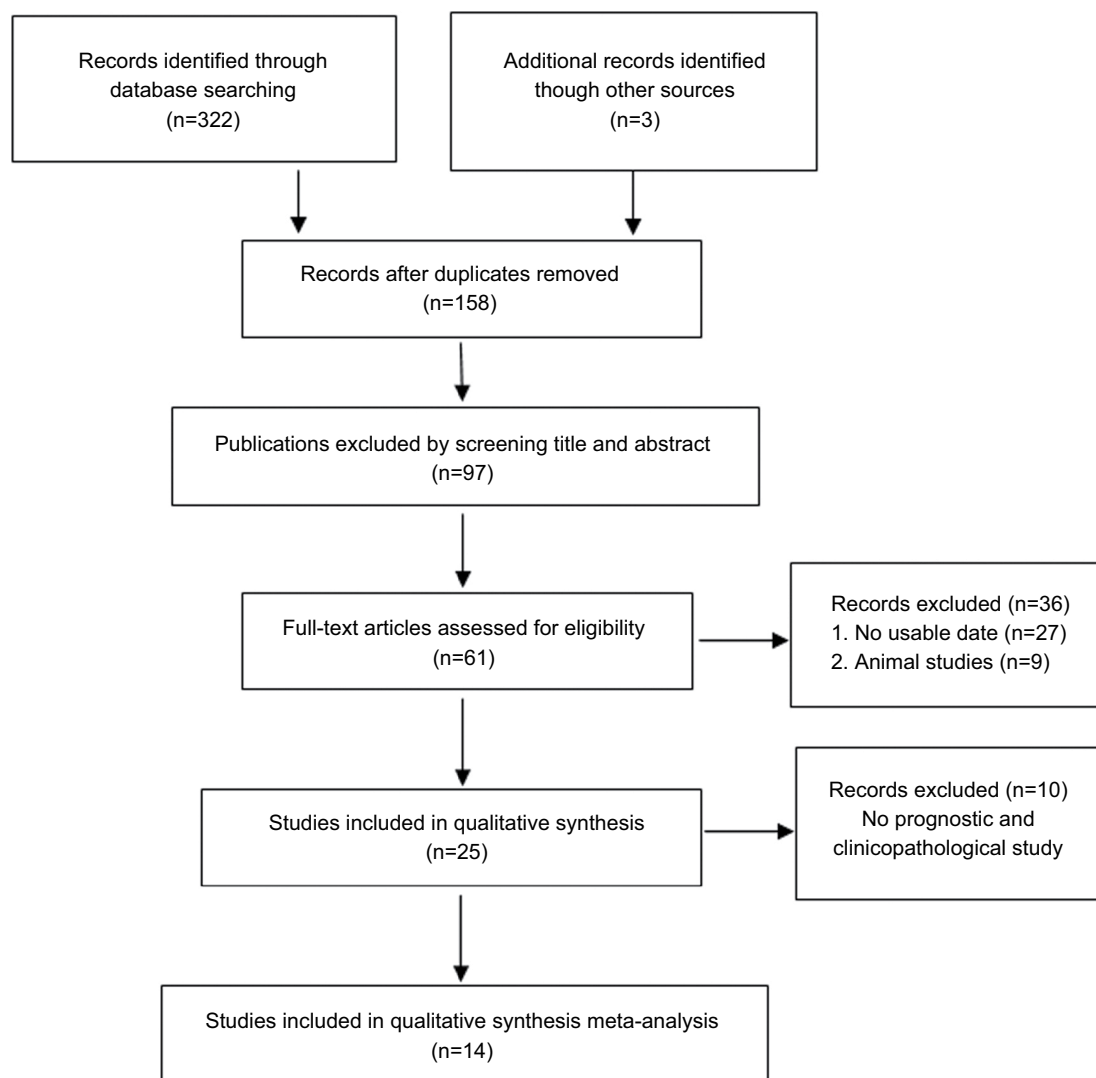 Records identified through
database searching
(n=322)
Additional records identified
though other sources
(n=3)
Records after duplicates removed
(n=158)
Publications excluded by screening title and abstract
(n=97)
Full-text articles assessed for eligibility
(n=61)
Records excluded (n=36)
1. No usable date (n=27)
2. Animal studies (n=9)
Studies included in qualitative synthesis
(n=25)
Records excluded (n=10)
No prognostic and
clinicopathological study
Studies included in qualitative synthesis meta-analysis
(n=14)